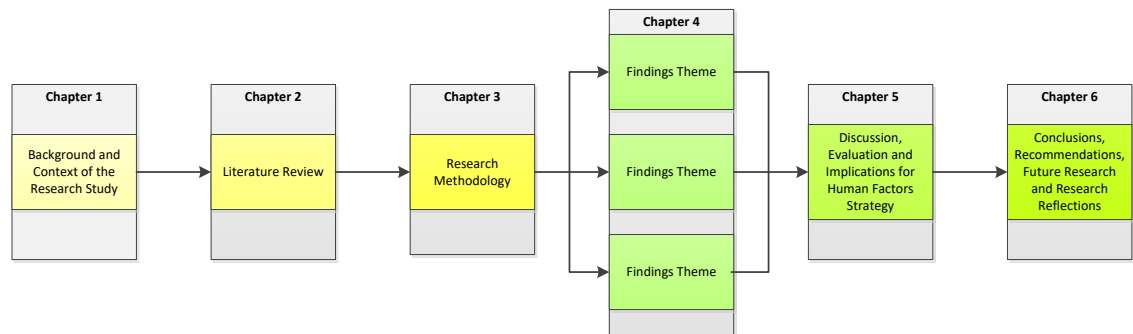 Chapter 1
Background and
Context of the
Research Study
Chapter 2
Literature Review
Chapter 3
Research
Methodology
Chapter 4
Findings Theme
Findings Theme
Findings Theme
Chapter 5
Discussion,
Evaluation and
Implications for
Human Factors
Strategy
Chapter 6
Conclusions,
Recommendations,
Future Research
and Research
Reflections